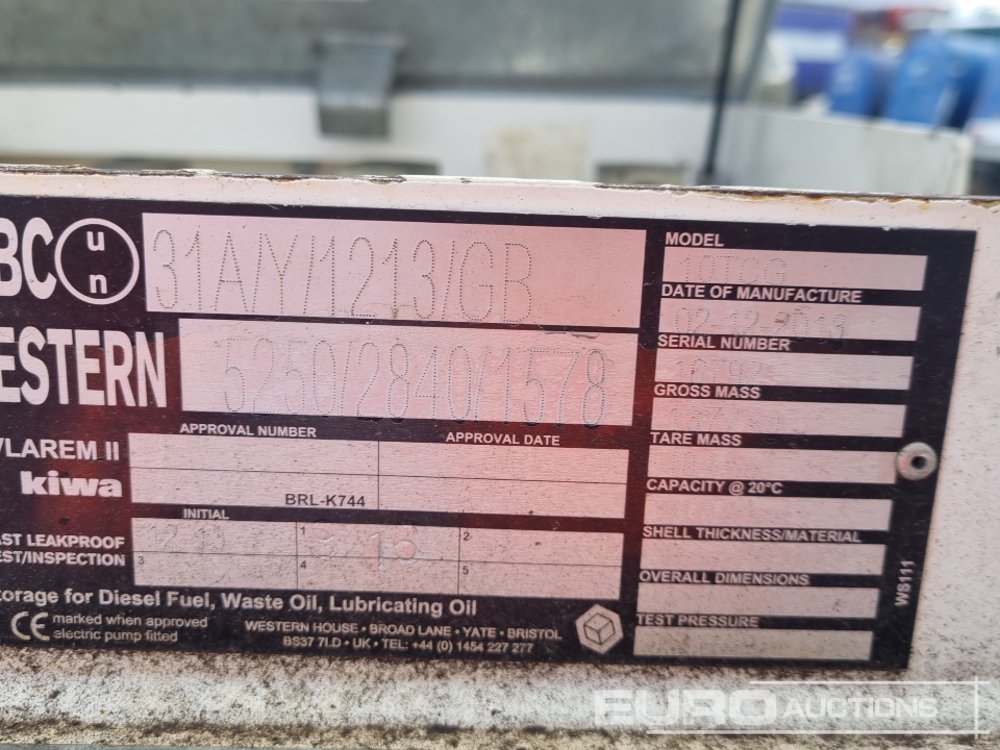 BC un 31A/Y/1213/GB
ESTERN 5250/2840/1578
APPROVAL NUMBER APPROVAL DATE
VLAREM II
kiwa
BRL-K744
INITIAL 1 2
AST LEAKPROOF
EST/INSPECTION 3 4 5
torage for Diesel Fuel, Waste Oil, Lubricating Oil
CE marked when approved
electric pump fitted
WESTERN HOUSE • BROAD LANE • YATE • BRISTOL
BS37 7LD • UK • TEL: +44 (0) 1454 227 277
MODEL
10TCG
DATE OF MANUFACTURE
SERIAL NUMBER
GROSS MASS
TARE MASS
CAPACITY @ 20°C
SHELL THICKNESS/MATERIAL
OVERALL DIMENSIONS
TEST PRESSURE
WS111
EURO AUCTIONS